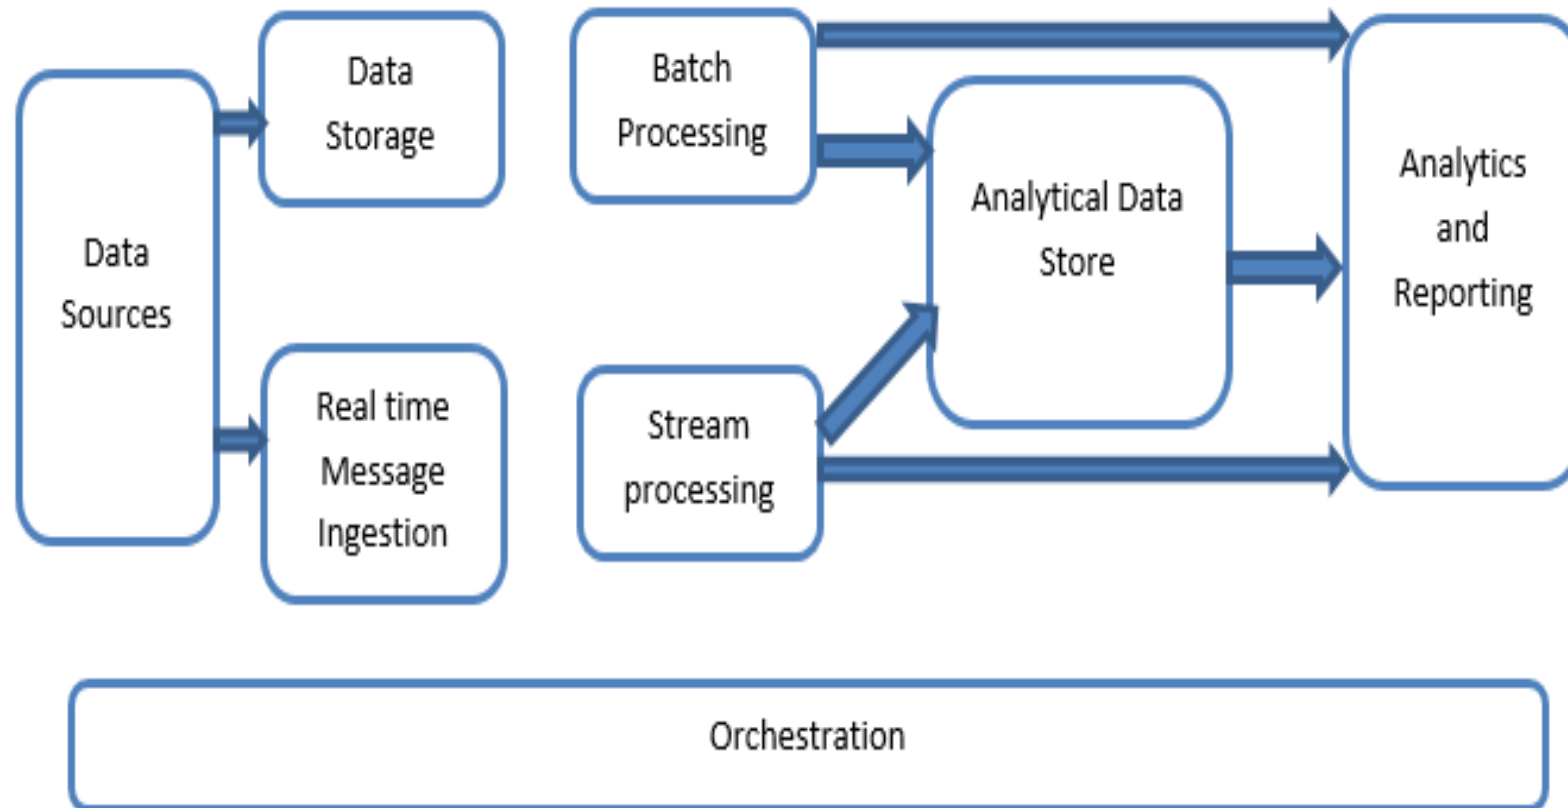 Data
Sources
Data
Storage
Real time
Message
Ingestion
Batch
Processing
Stream
processing
Analytical Data
Store
Analytics
and
Reporting
Orchestration